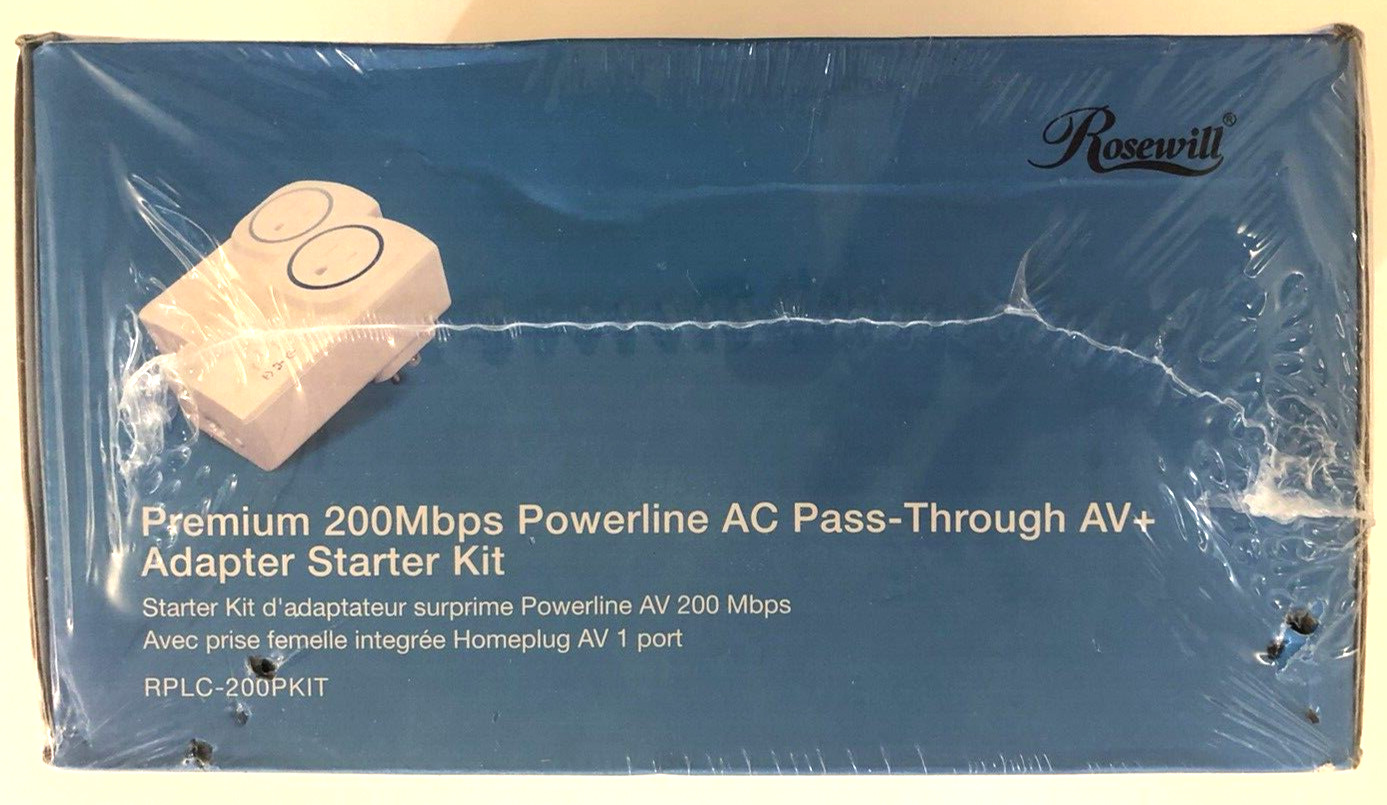 Rosewill®
Premium 200Mbps Powerline AC Pass-Through AV+
Adapter Starter Kit
Starter Kit d'adaptateur surprime Powerline AV 200 Mbps
Avec prise femelle integrée Homeplug AV 1 port
RPLC-200PKIT